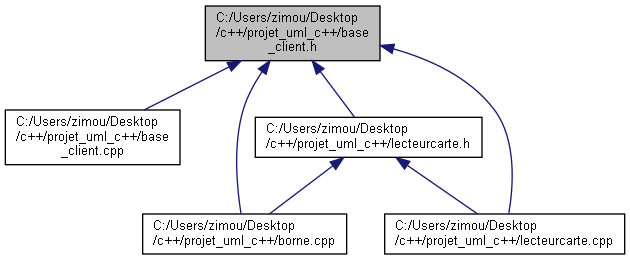 C:/Users/zimou/Desktop
/c++/projet_uml_c++/base
_client.h
C:/Users/zimou/Desktop
/c++/projet_uml_c++/base
_client.cpp
C:/Users/zimou/Desktop
/c++/projet_uml_c++/lecteurcarte.h
C:/Users/zimou/Desktop
/c++/projet_uml_c++/borne.cpp
C:/Users/zimou/Desktop
/c++/projet_uml_c++/lecteurcarte.cpp